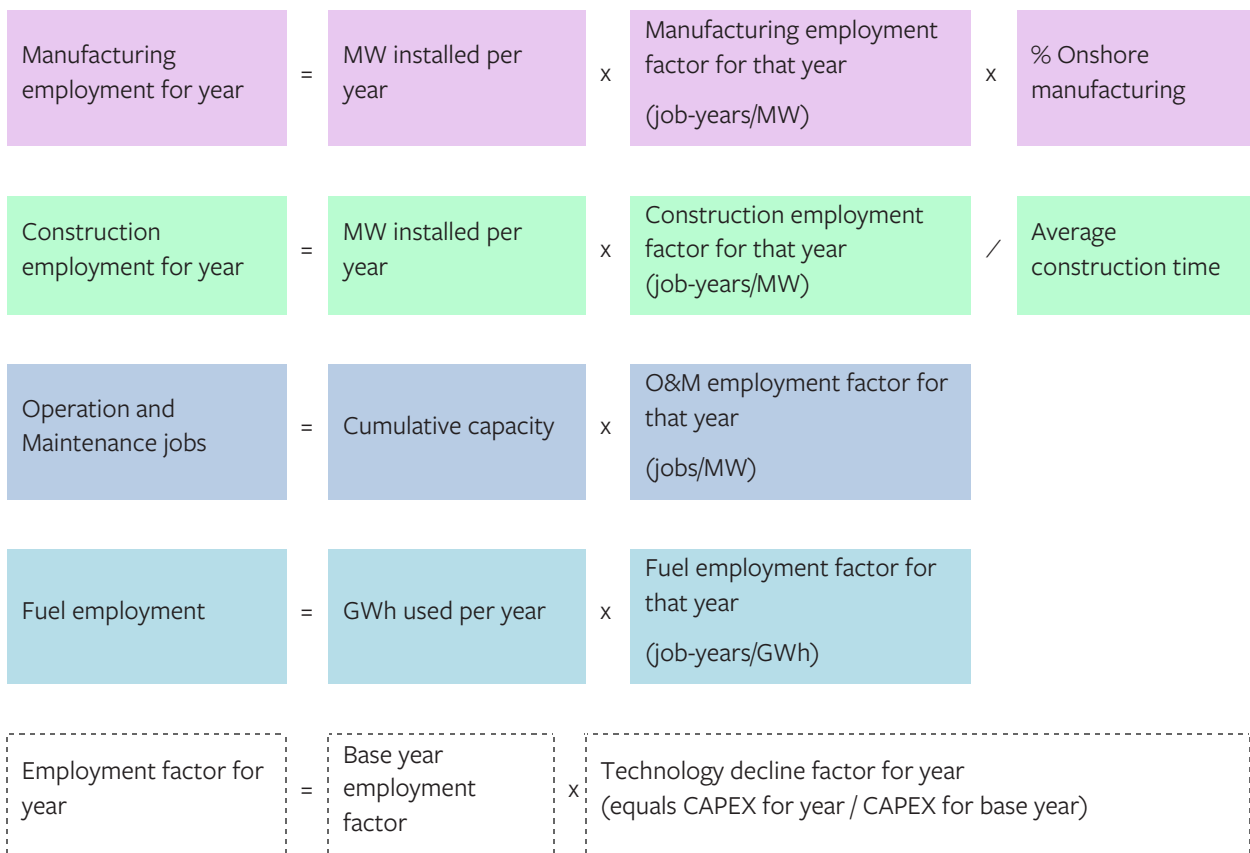 Manufacturing employment for year = MW installed per year x Manufacturing employment factor for that year (job-years/MW) x % Onshore manufacturing
Construction employment for year = MW installed per year x Construction employment factor for that year (job-years/MW) / Average construction time
Operation and Maintenance jobs = Cumulative capacity x O&M employment factor for that year (jobs/MW)
Fuel employment = GWh used per year x Fuel employment factor for that year (job-years/GWh)
Employment factor for year = Base year employment factor x Technology decline factor for year (equals CAPEX for year / CAPEX for base year)